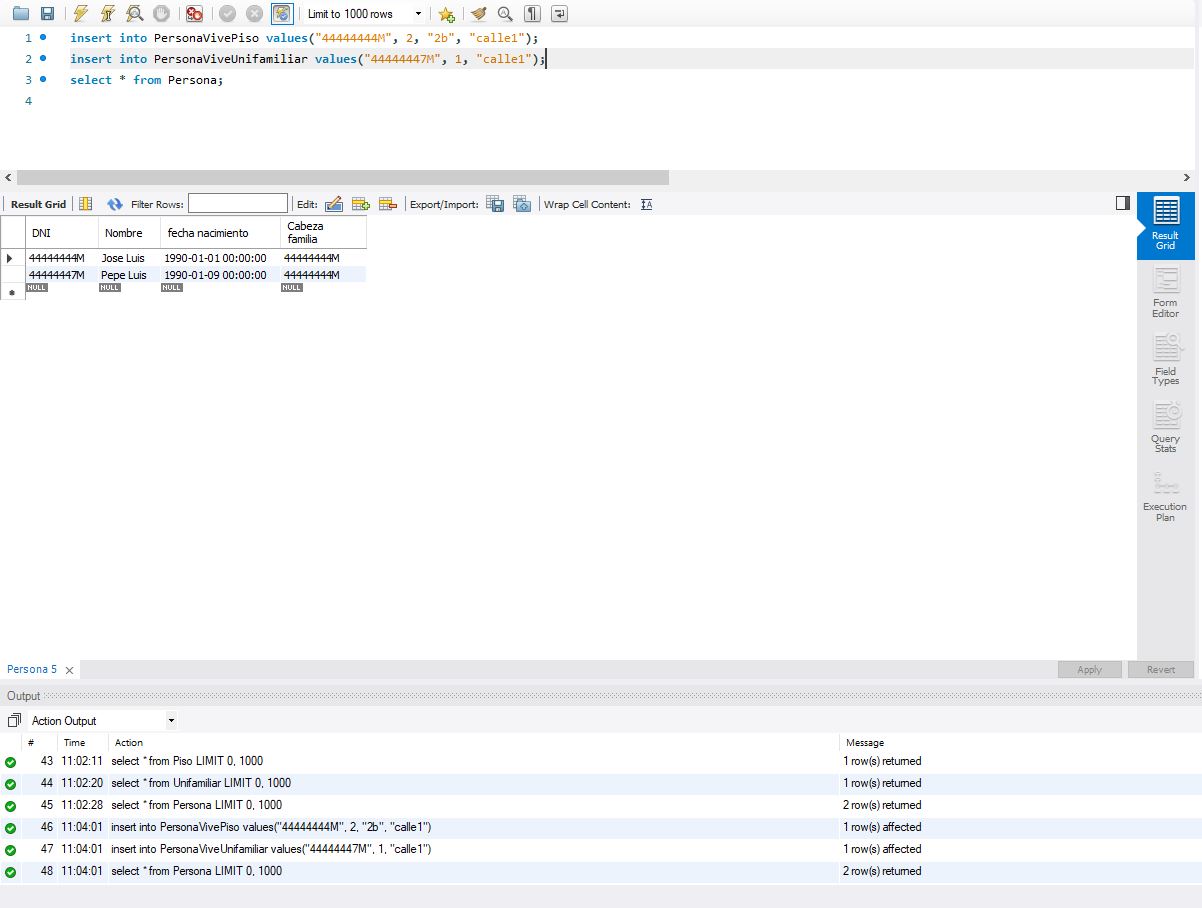 Limit to 1000 rows
1 insert into PersonaVivePiso values("44444444M", 2, "2b", "calle1");
2 insert into PersonaViveUnifamiliar values("44444447M", 1, "calle1");
3 select * from Persona;
4
Result Grid Filter Rows: Edit: Export/Import: Wrap Cell Content: IA
DNI Nombre fecha nacimiento Cabeza
familia
44444444M Jose Luis 1990-01-01 00:00:00 44444444M
44444447M Pepe Luis 1990-01-09 00:00:00 44444444M
NULL NULL NULL NULL
Result
Grid
Form
Editor
Field
Types
Query
Stats
Execution
Plan
Persona 5
Apply Revert
Output
Action Output
# Time Action Message
43 11:02:11 select * from Piso LIMIT 0, 1000 1 row(s) returned
44 11:02:20 select * from Unifamiliar LIMIT 0, 1000 1 row(s) returned
45 11:02:28 select * from Persona LIMIT 0, 1000 2 row(s) returned
46 11:04:01 insert into PersonaVivePiso values("44444444M", 2, "2b", "calle1") 1 row(s) affected
47 11:04:01 insert into PersonaViveUnifamiliar values("44444447M", 1, "calle1") 1 row(s) affected
48 11:04:01 select * from Persona LIMIT 0, 1000 2 row(s) returned